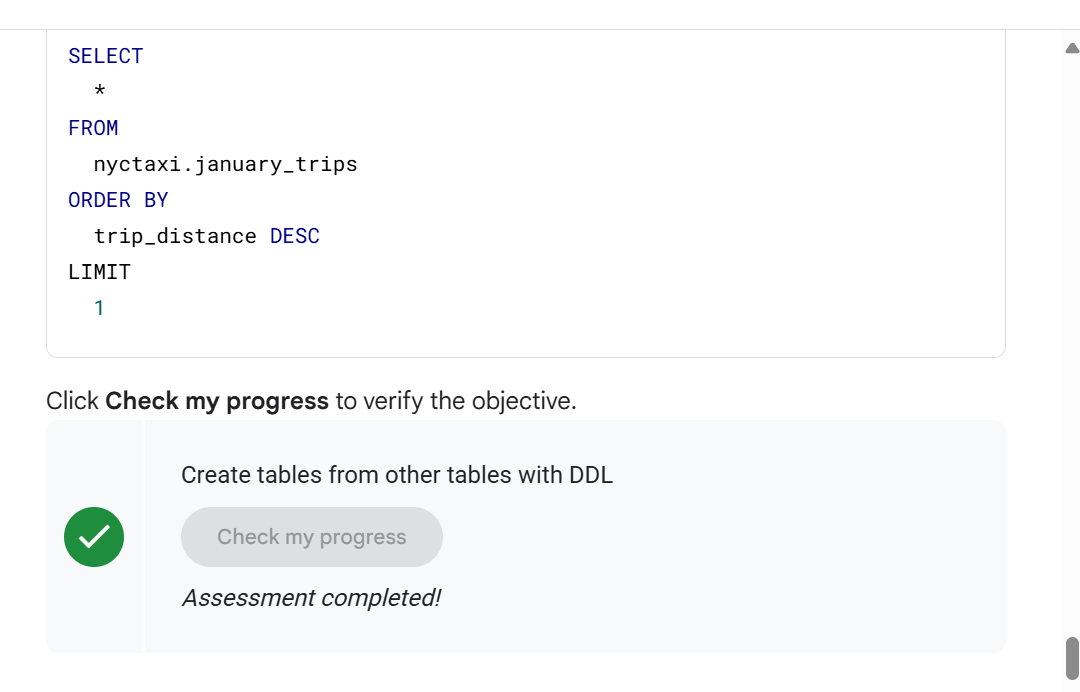 SELECT
*
FROM
nyctaxi.january_trips
ORDER BY
trip_distance DESC
LIMIT
1
Click Check my progress to verify the objective.
Create tables from other tables with DDL
Check my progress
Assessment completed!